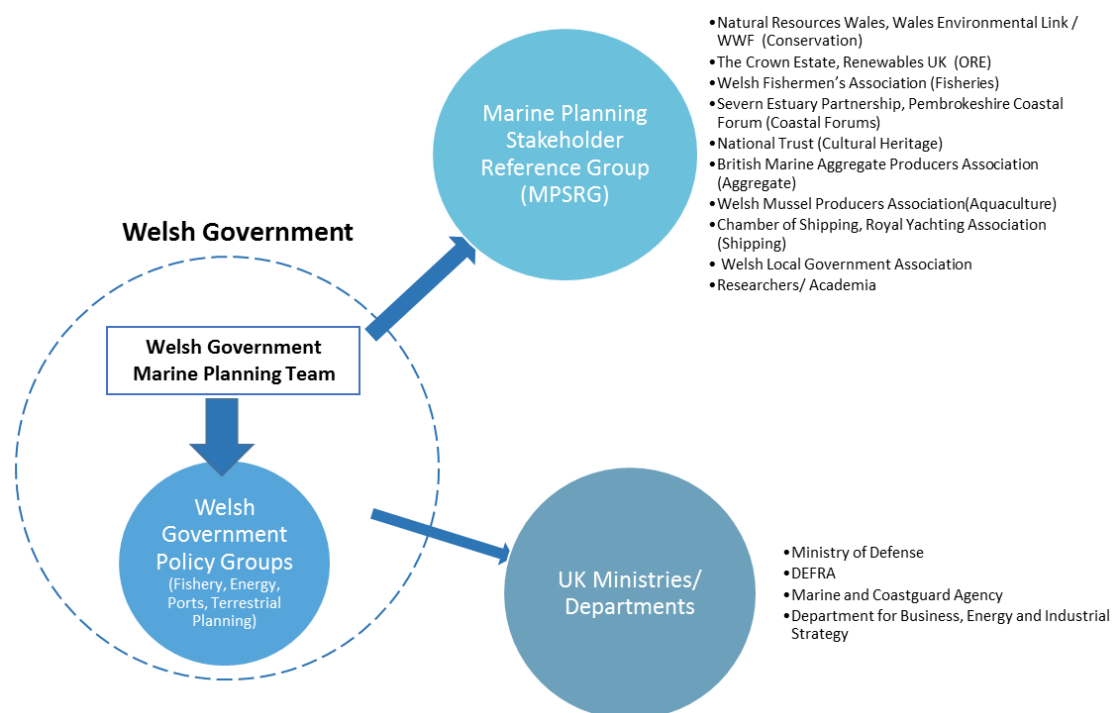 Welsh Government
Welsh Government
Marine Planning Team
Welsh
Government
Policy Groups
(Fishery, Energy,
Ports, Terrestrial
Planning)
Marine Planning
Stakeholder
Reference Group
(MPSRG)
•Natural Resources Wales, Wales Environmental Link /
WWF (Conservation)
•The Crown Estate, Renewables UK (ORE)
•Welsh Fishermen’s Association (Fisheries)
•Severn Estuary Partnership, Pembrokeshire Coastal
Forum (Coastal Forums)
•National Trust (Cultural Heritage)
•British Marine Aggregate Producers Association
(Aggregate)
•Welsh Mussel Producers Association(Aquaculture)
•Chamber of Shipping, Royal Yachting Association
(Shipping)
• Welsh Local Government Association
•Researchers/ Academia
UK Ministries/
Departments
•Ministry of Defense
•DEFRA
•Marine and Coastguard Agency
•Department for Business, Energy and Industrial
Strategy